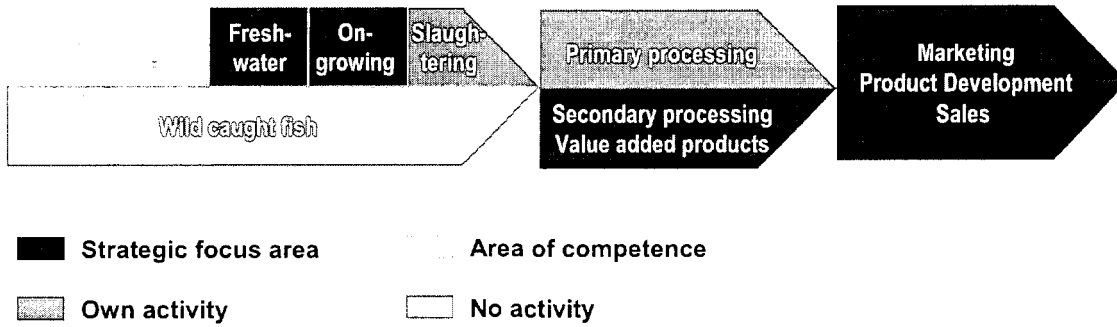 Fresh-
water
On-
growing
Slaugh-
tering
Wild caught fish
Primary processing
Secondary processing
Value added products
Marketing
Product Development
Sales
Strategic focus area
Area of competence
Own activity
No activity